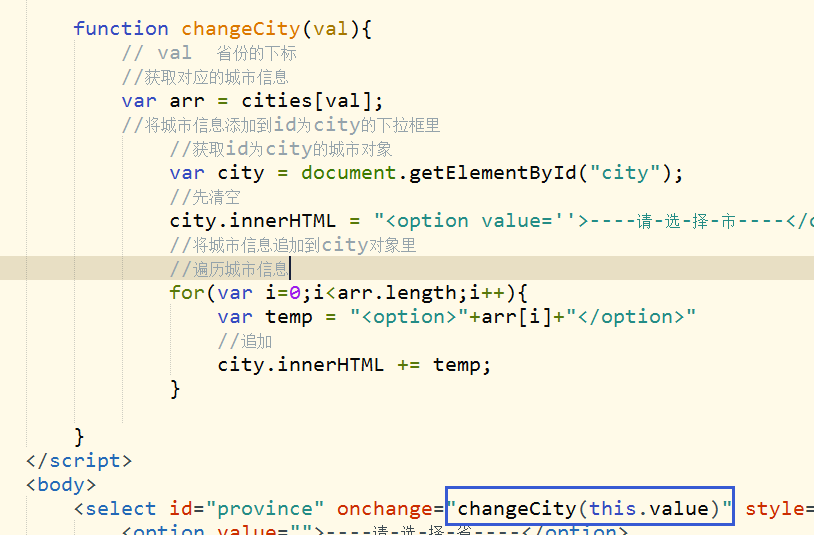 function changeCity(val){
// val 省份的下标
//获取对应的城市信息
var arr = cities[val];
//将城市信息添加到id为city的下拉框里
//获取id为city的城市对象
var city = document.getElementById("city");
//先清空
city.innerHTML = "<option value=''>----请-选-择-市----</
//将城市信息追加到city对象里
//遍历城市信息
for(var i=0;i<arr.length;i++){
var temp = "<option>"+arr[i]+"</option>"
//追加
city.innerHTML += temp;
}
}
</script>
<body>
<select id="province" onchange="changeCity(this.value)" style=
<option value="">----请-选-择-省----</option>